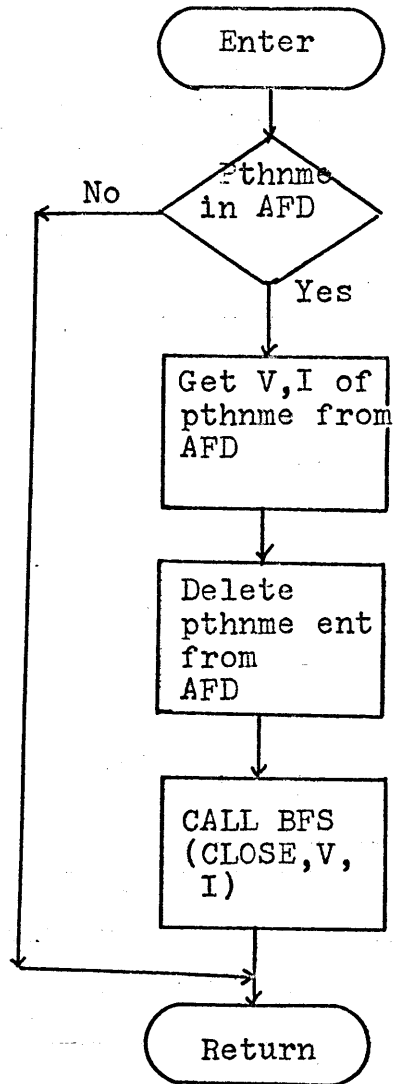 Enter
Pthnme
in AFD
No
Yes
Get V,I of
pthnme from
AFD
Delete
pthnme ent
from
AFD
CALL BFS
(CLOSE,V,
I)
Return